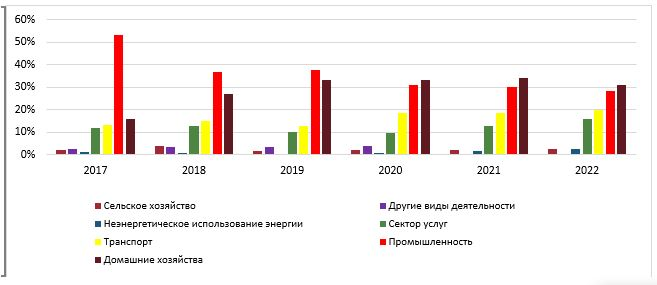 60%
50%
40%
30%
20%
10%
0%
2017 2018 2019 2020 2021 2022
Сельское хозяйство Другие виды деятельности
Неэнергетическое использование энергии Сектор услуг
Транспорт Промышленность
Домашние хозяйства